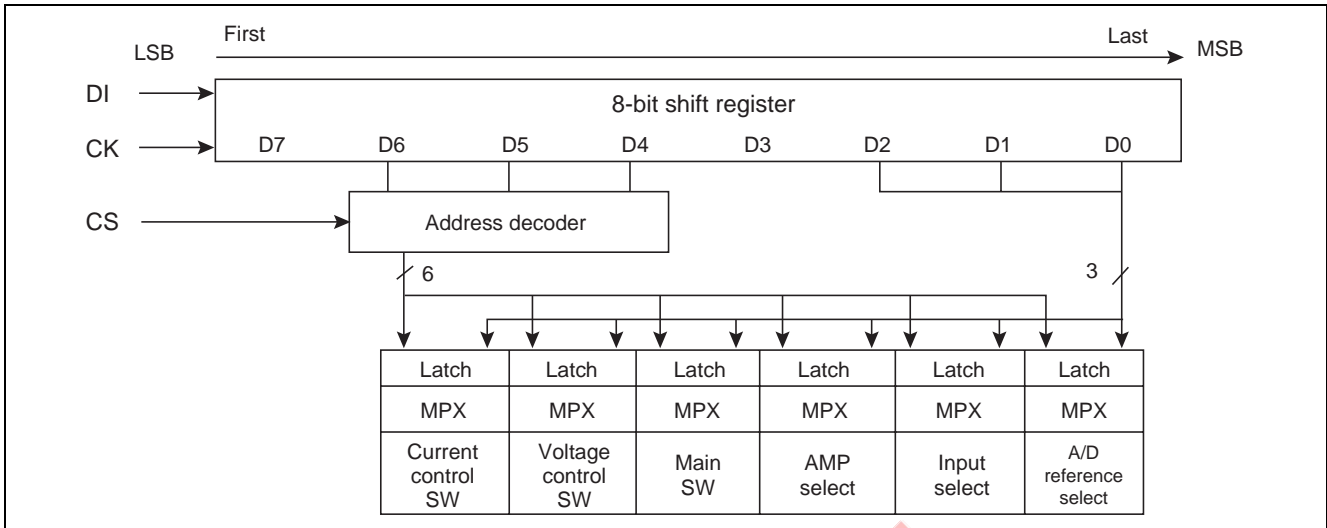 LSB First Last MSB
DI
8-bit shift register
CK D7 D6 D5 D4 D3 D2 D1 D0
CS Address decoder
6 3
Latch Latch Latch Latch Latch Latch
MPX MPX MPX MPX MPX MPX
Current control SW
Voltage control SW
Main SW
AMP select
Input select
A/D reference select